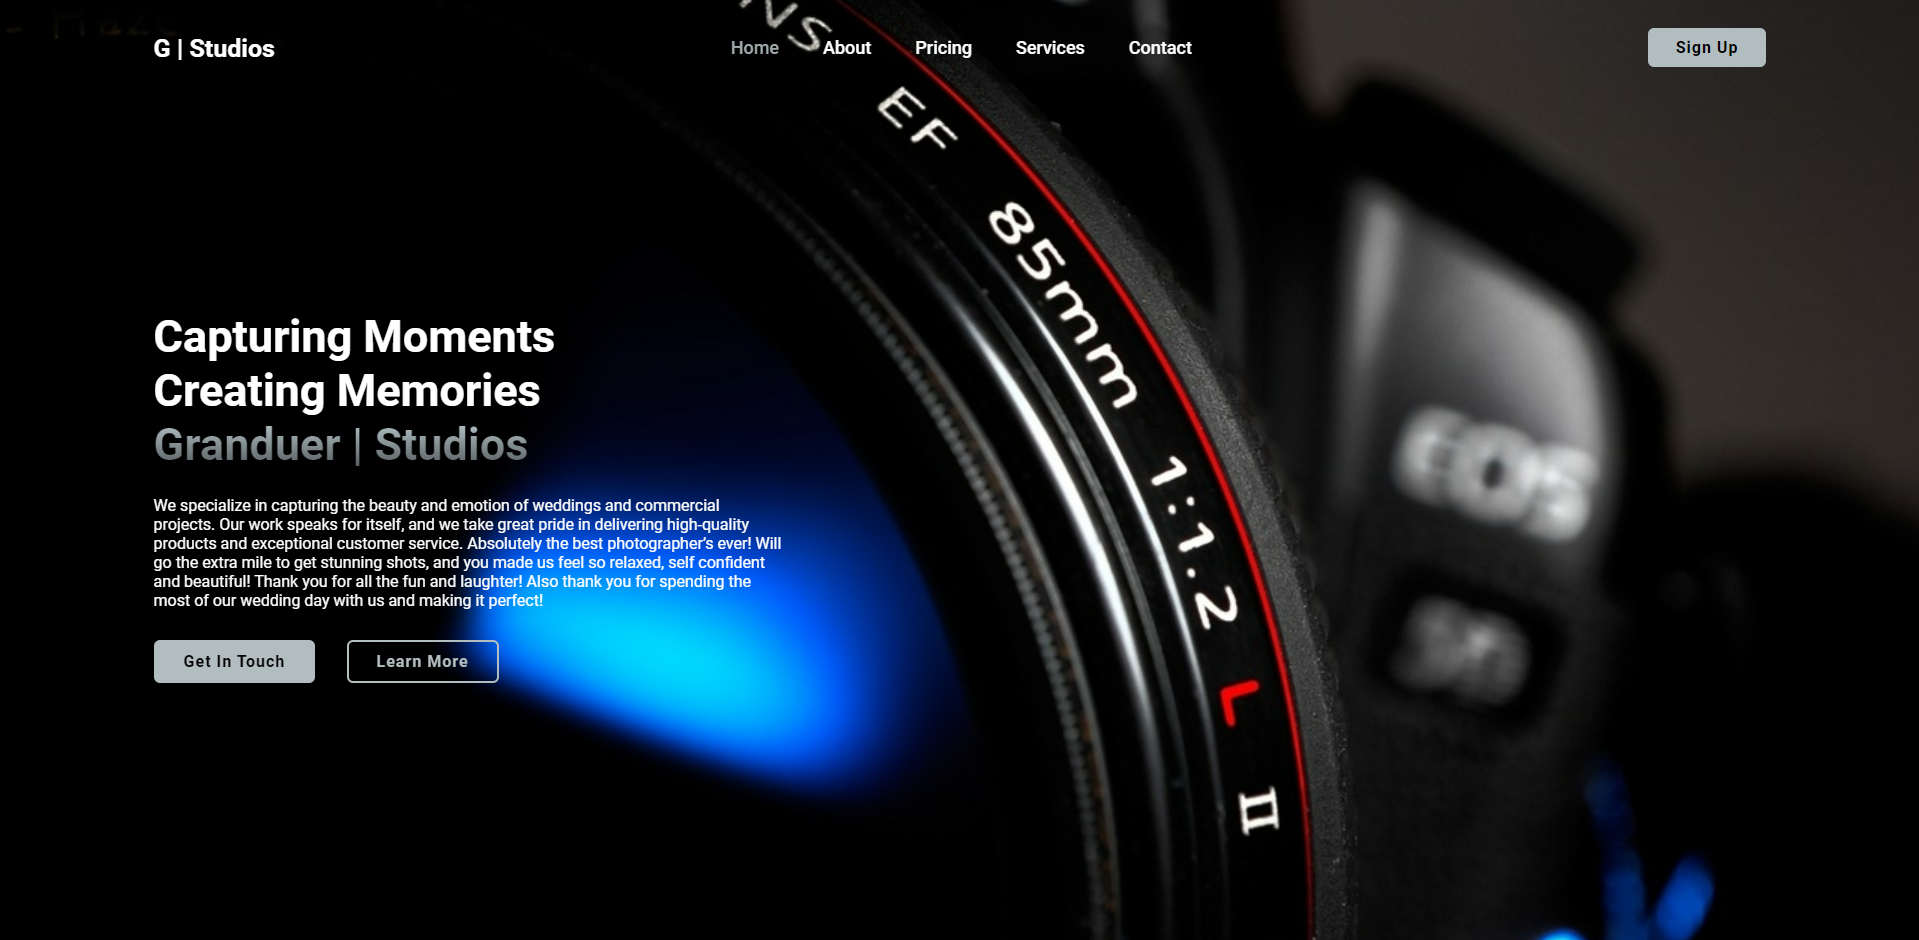 G | Studios
Home About Pricing Services Contact
Sign Up
NS
EF
85mm
1:1.2
L
II
EOS
Capturing Moments
Creating Memories
Granduer | Studios
We specialize in capturing the beauty and emotion of weddings and commercial
projects. Our work speaks for itself, and we take great pride in delivering high-quality
products and exceptional customer service. Absolutely the best photographer's ever! Will
go the extra mile to get stunning shots, and you made us feel so relaxed, self confident
and beautiful! Thank you for all the fun and laughter! Also thank you for spending the
most of our wedding day with us and making it perfect!
Get In Touch
Learn More